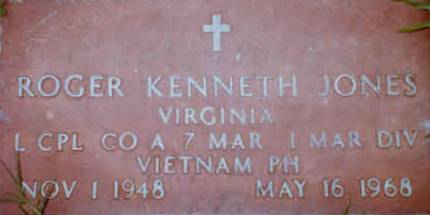 ROGER KENNETH JONES
VIRGINIA
L CPL CO A 7 MAR 1 MAR DIV
VIETNAM PH
NOV 1 1948 MAY 16 1968